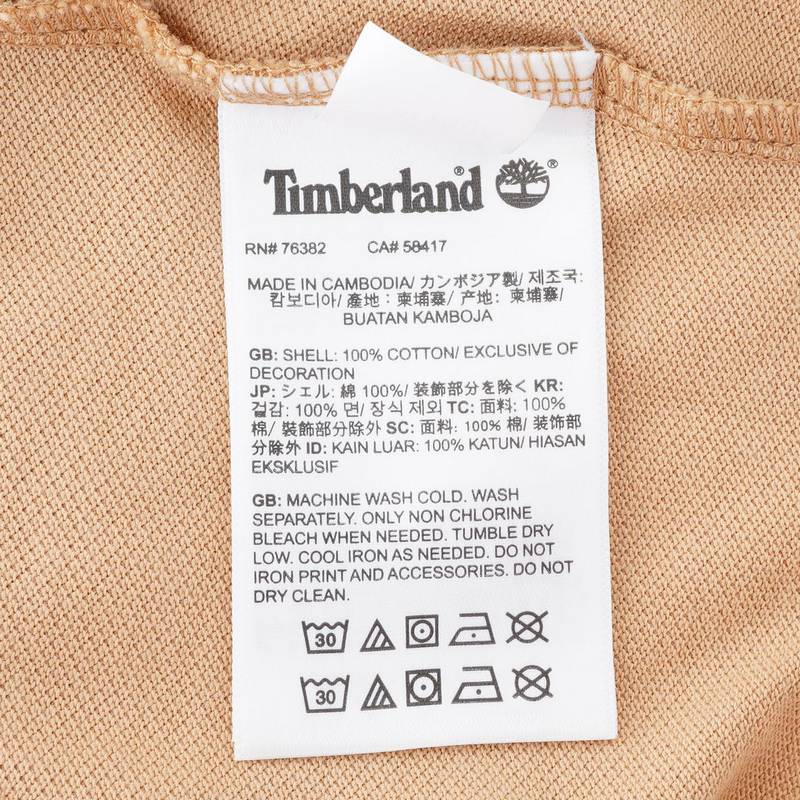 Timberland® ®
RN# 76382 CA# 58417
MADE IN CAMBODIA/ カンボジア製/ 제조국:
캄보디아/ 產地：柬埔寨/ 产地：柬埔寨/
BUATAN KAMBOJA
GB: SHELL: 100% COTTON/ EXCLUSIVE OF
DECORATION
JP: シェル: 綿 100%/ 装飾部分を除く KR:
겉감: 100% 면/ 장식 제외 TC: 面料: 100%
棉/ 裝飾部分除外 SC: 面料: 100% 棉/ 装饰部
分除外 ID: KAIN LUAR: 100% KATUN/ HIASAN
EKSKLUSIF
GB: MACHINE WASH COLD. WASH
SEPARATELY. ONLY NON CHLORINE
BLEACH WHEN NEEDED. TUMBLE DRY
LOW. COOL IRON AS NEEDED. DO NOT
IRON PRINT AND ACCESSORIES. DO NOT
DRY CLEAN.
30
30